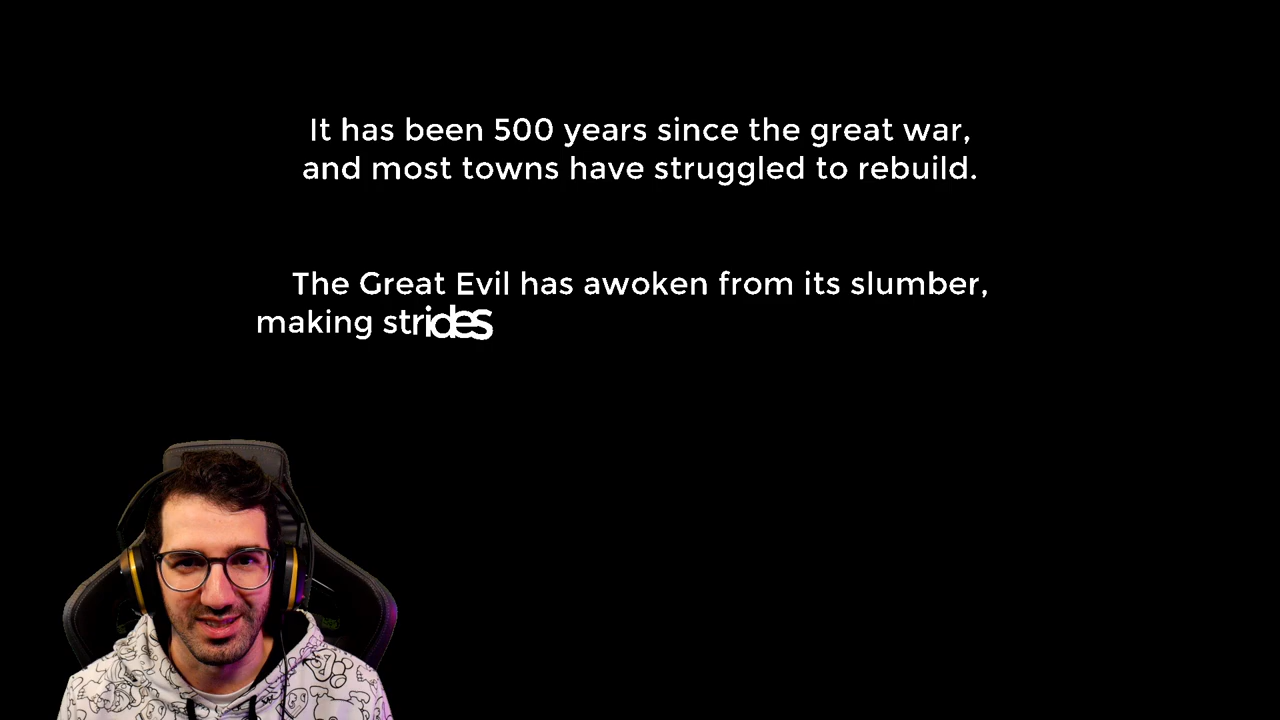 It has been 500 years since the great war,
and most towns have struggled to rebuild.
The Great Evil has awoken from its slumber,
making strides